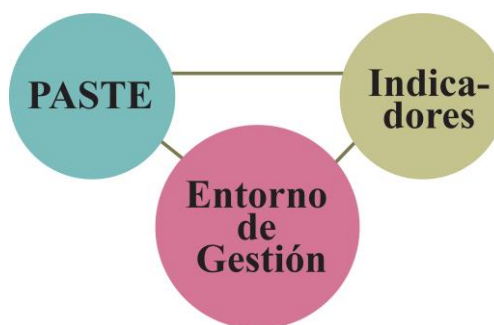 PASTE
Indica-
dores
Entorno
de
Gestión